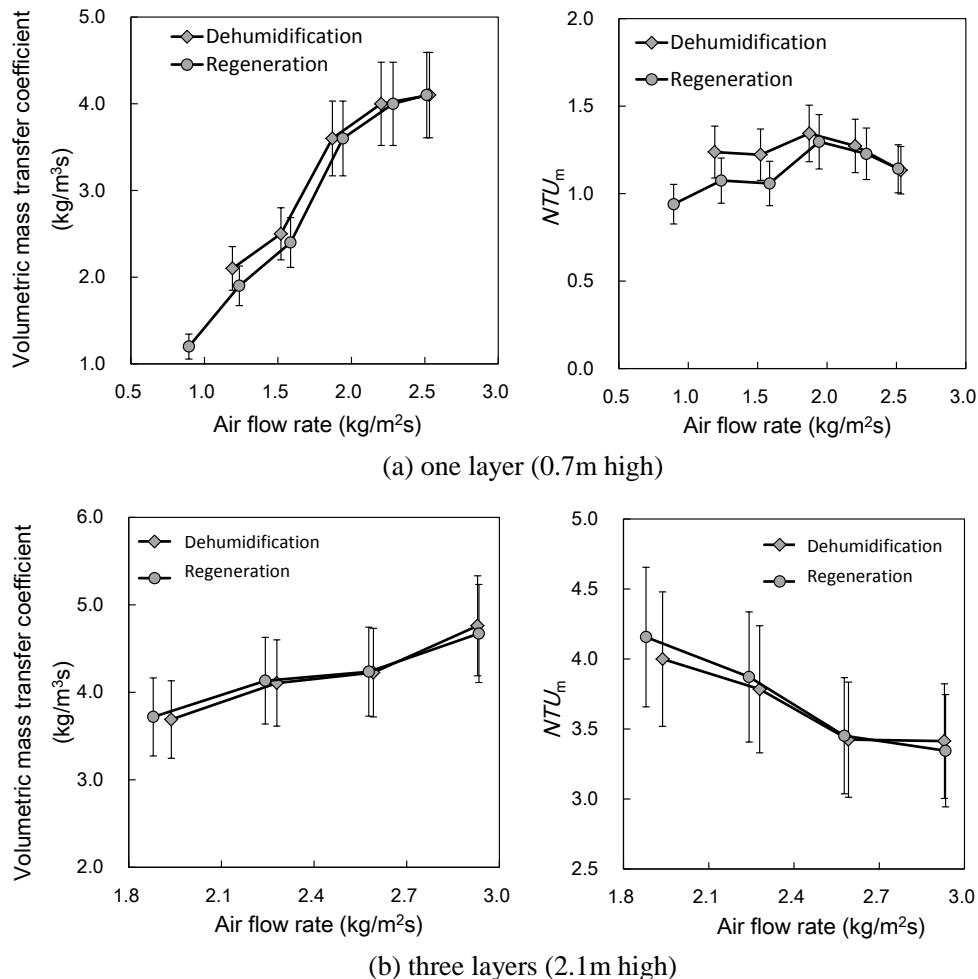 5.0
4.0
3.0
2.0
1.0
0.5 1.0 1.5 2.0 2.5 3.0
Volumetric mass transfer coefficient
(kg/m³s)
Air flow rate (kg/m²s)
Dehumidification
Regeneration
2.0
1.5
1.0
0.5
0.0
0.5 1.0 1.5 2.0 2.5 3.0
NTUm
Air flow rate (kg/m²s)
Dehumidification
Regeneration
(a) one layer (0.7m high)
6.0
5.0
4.0
3.0
2.0
1.8 2.1 2.4 2.7 3.0
Volumetric mass transfer coefficient
(kg/m³s)
Air flow rate (kg/m²s)
Dehumidification
Regeneration
5.0
4.5
4.0
3.5
3.0
2.5
1.8 2.1 2.4 2.7 3.0
NTUm
Air flow rate (kg/m²s)
Dehumidification
Regeneration
(b) three layers (2.1m high)